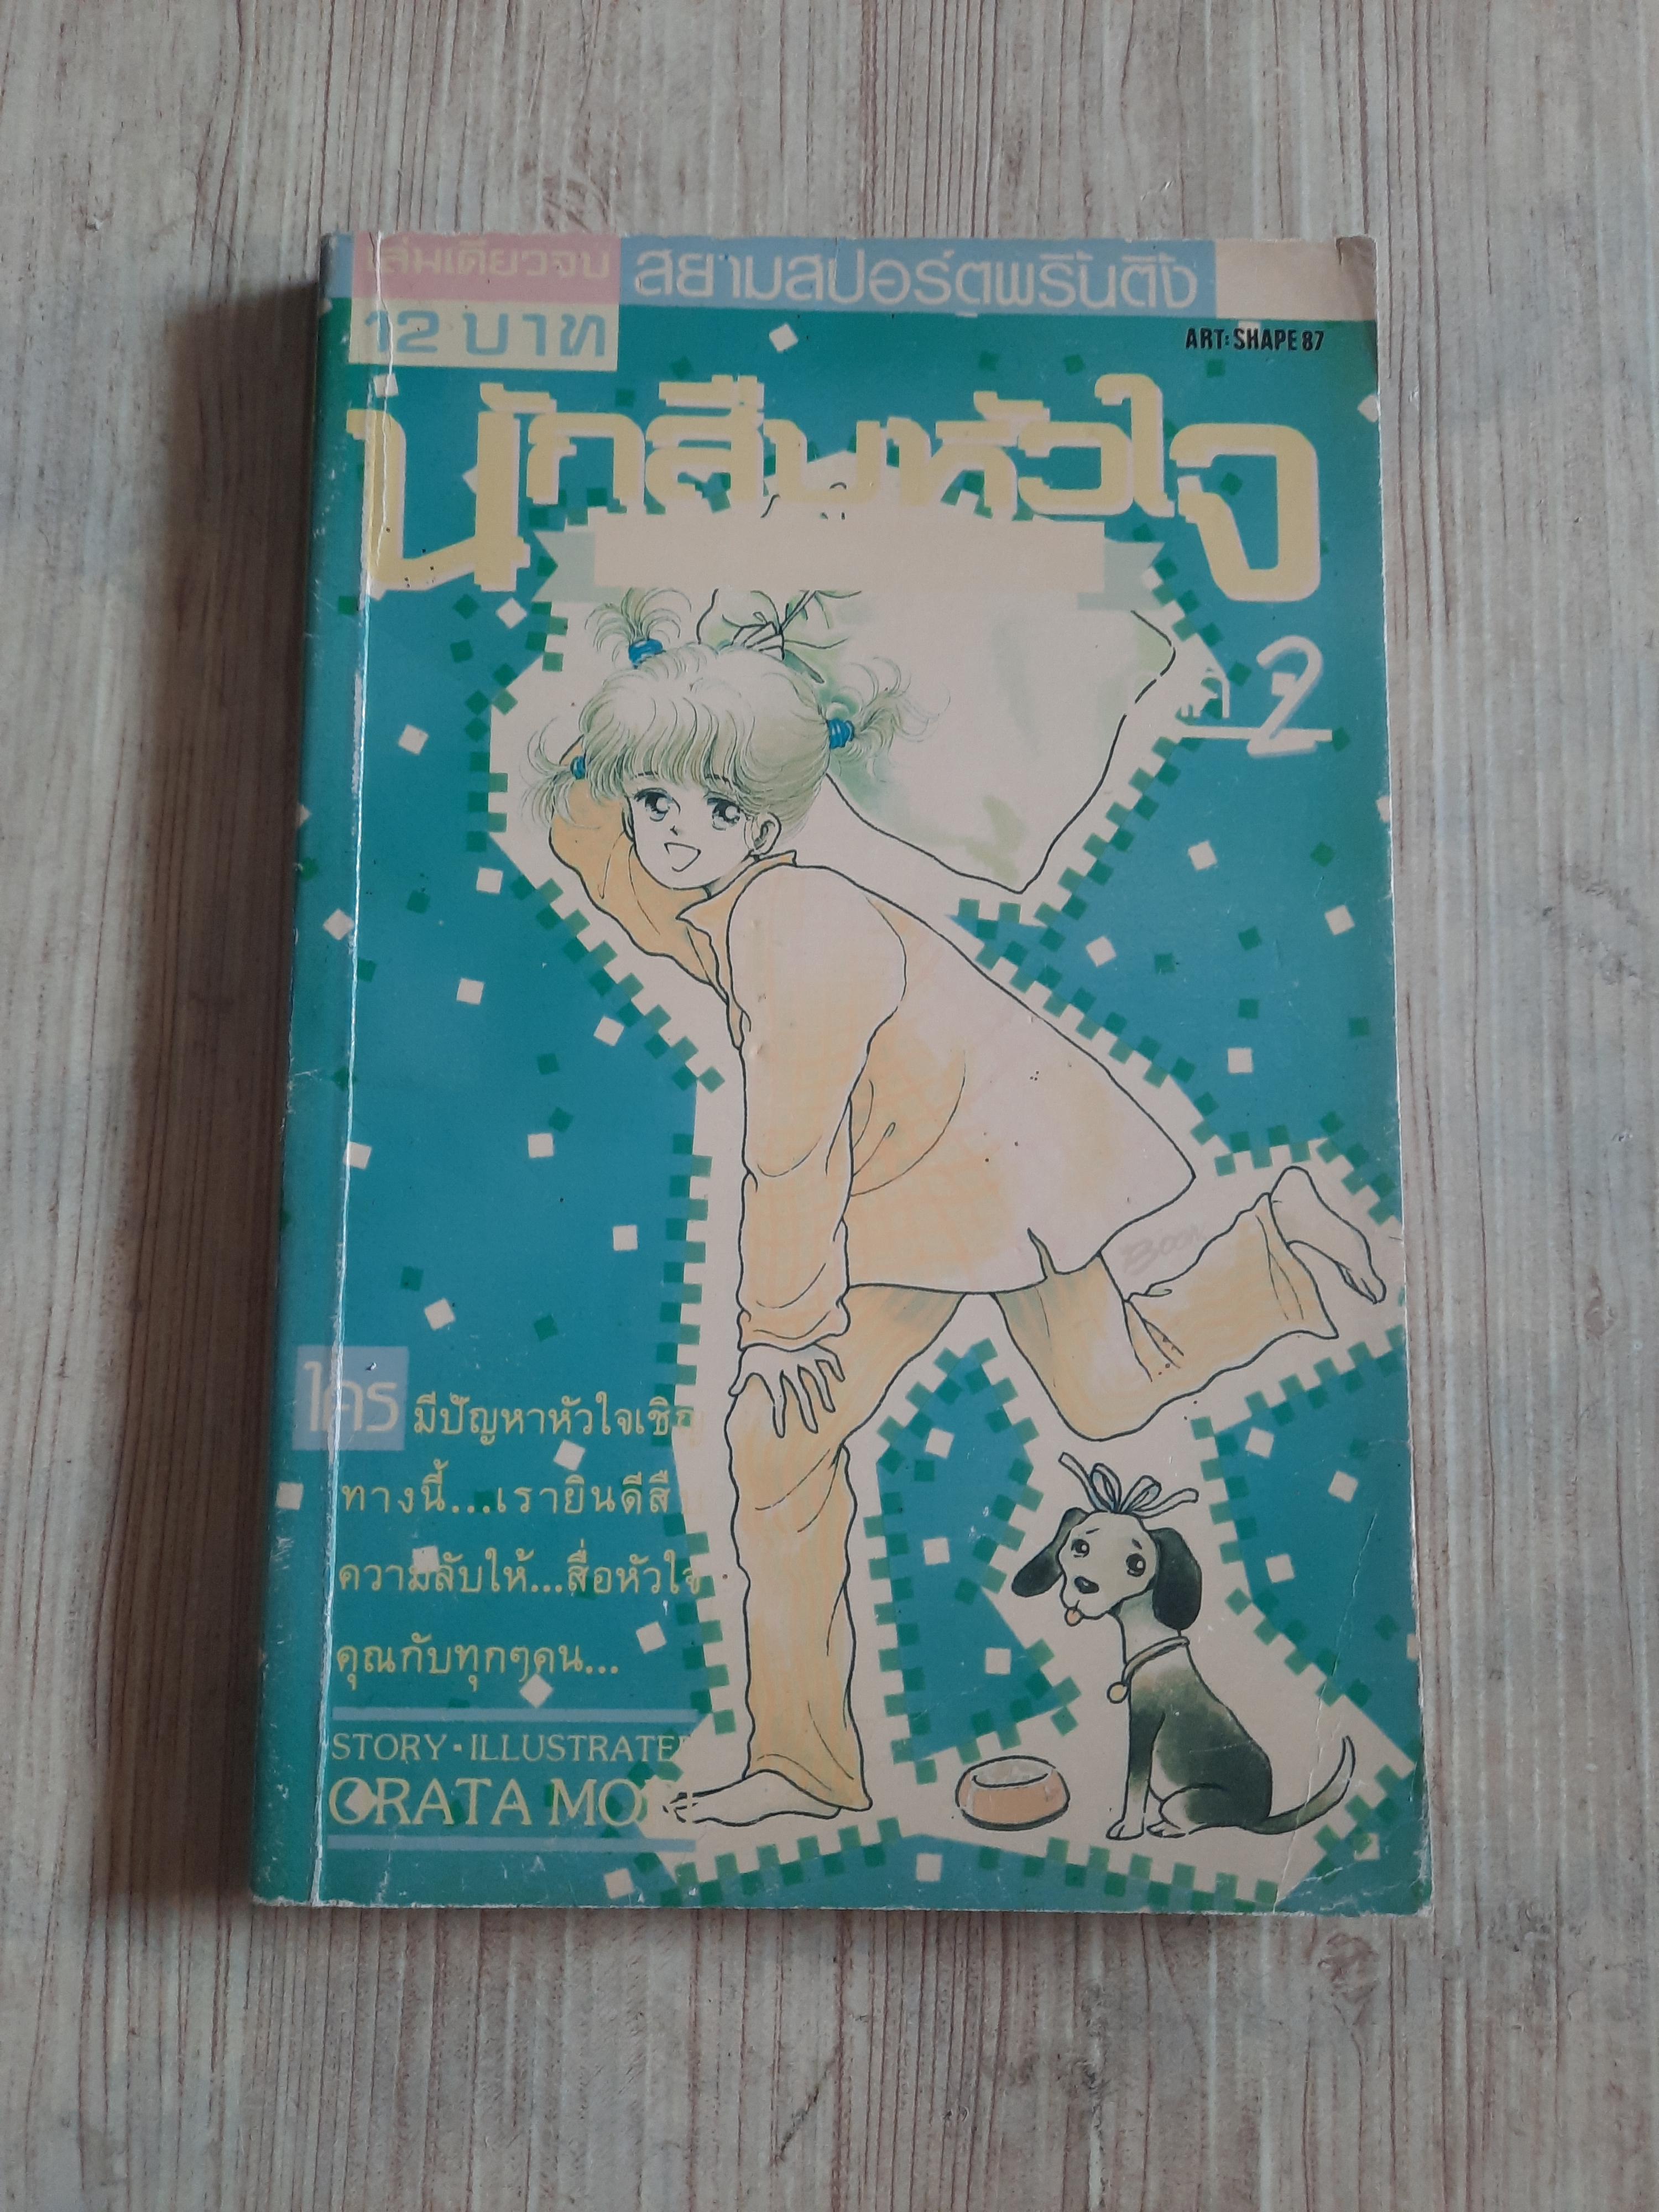 เล่มเดียวจบ
สยามสปอร์ตพริ้นติ้ง
12 บาท
ART: SHAPE 87
นักสืบหัวใจ
2
ใคร มีปัญหาหัวใจเชิญ
ทางนี้...เรายินดีสื
ความลับให้...สื่อหัวใจ
คุณกับทุกๆคน...
STORY-ILLUSTRATED
ORATA MO